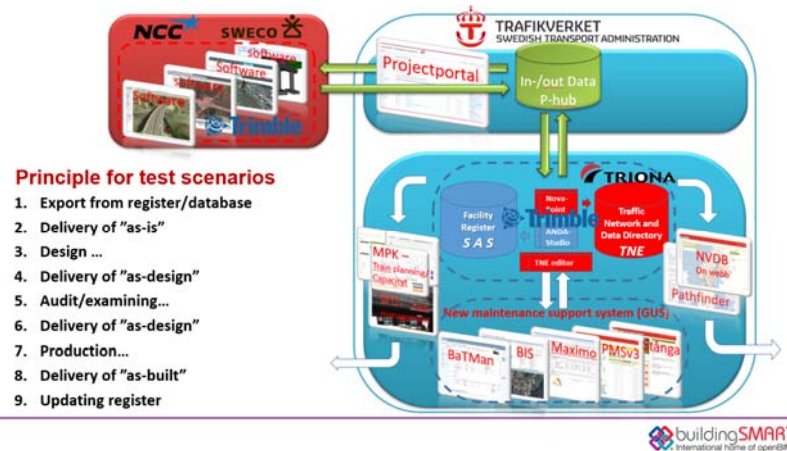 NCC
SWECO
TRAFIKVERKET
SWEDISH TRANSPORT ADMINISTRATION
software
Software
Software
Trimble
Projectportal
In-/out Data
P-hub
Principle for test scenarios
1. Export from register/database
2. Delivery of ”as-is”
3. Design ...
4. Delivery of ”as-design”
5. Audit/examining...
6. Delivery of ”as-design”
7. Production...
8. Delivery of ”as-built”
9. Updating register
TRIONA
Facility
Register
SAS
Nova-
Point
Trimble
ANDA-
Studio
TNE editor
Traffic
Network and
Data Directory
TNE
MPK
Train planning/
Capacity
NVDB
On webb
Pathfinder
New maintenance support system (GUS)
BaTMan
BIS
Maximo
PMSv3
buildingSMART
International home of openBIM